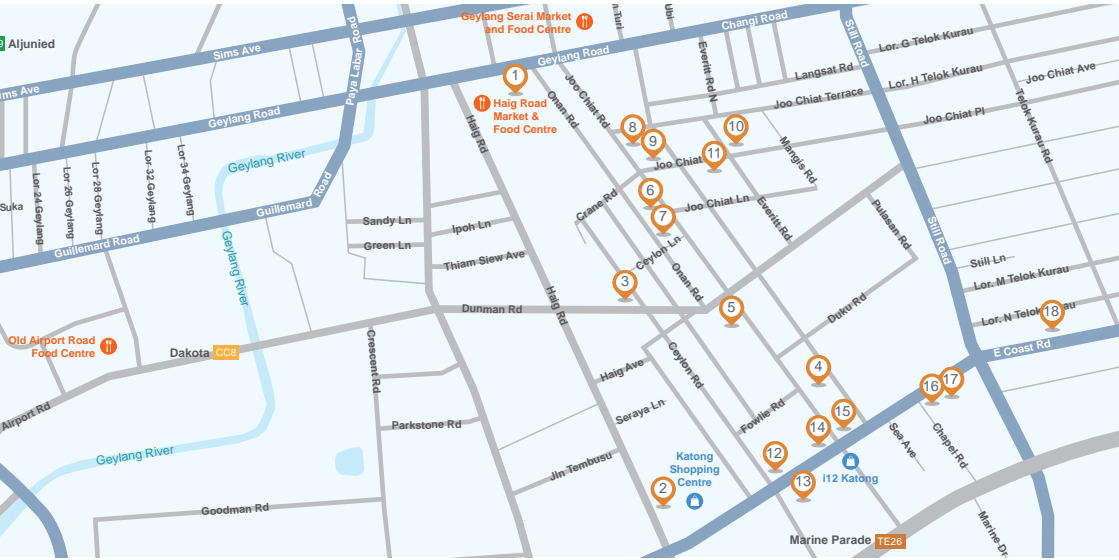 Geylang Serai Market
and Food Centre
Turi
Ubi
Changi Road
Still Road
Lor. G Telok Kurau
Aljunied
Sims Ave
Paya Labar Road
Geylang Road
Everitt Rd N
Langsat Rd
Lor. H Telok Kurau
Joo Chiat Ave
1
Haig Road
Market &
Food Centre
Onan Rd
Joo Chiat Rd
Joo Chiat Terrace
Telok Kurau Rd
Sims Ave
Geylang Road
Haig Rd
8
9
10
11
Joo Chiat Pl
Joo Chiat
Mangis Rd
Geylang River
Lor 24 Geylang
Lor 26 Geylang
Lor 28 Geylang
Lor 32 Geylang
Lor 34 Geylang
Suka
Guillemard Road
Guillemard Road
Geylang River
Sandy Ln
Green Ln
Ipoh Ln
Thiam Siew Ave
Crane Rd
6
7
Joo Chiat Ln
Everitt Rd
Pulasan Rd
Still Road
Ceylon Ln
Onan Rd
3
Still Ln
Lor. M Telok Kurau
Haig Rd
Dunman Rd
5
Duku Rd
18
E Coast Rd
Old Airport Road
Food Centre
Dakota
CC8
Crescent Rd
Haig Ave
Ceylon Rd
4
16
17
Airport Rd
Parkstone Rd
Seraya Ln
Fowlie Rd
15
14
Sea Ave
Chapel Rd
Geylang River
Jln Tembusu
Katong
Shopping
Centre
2
12
13
i12 Katong
Goodman Rd
Marine Parade
TE26
Marine Dr